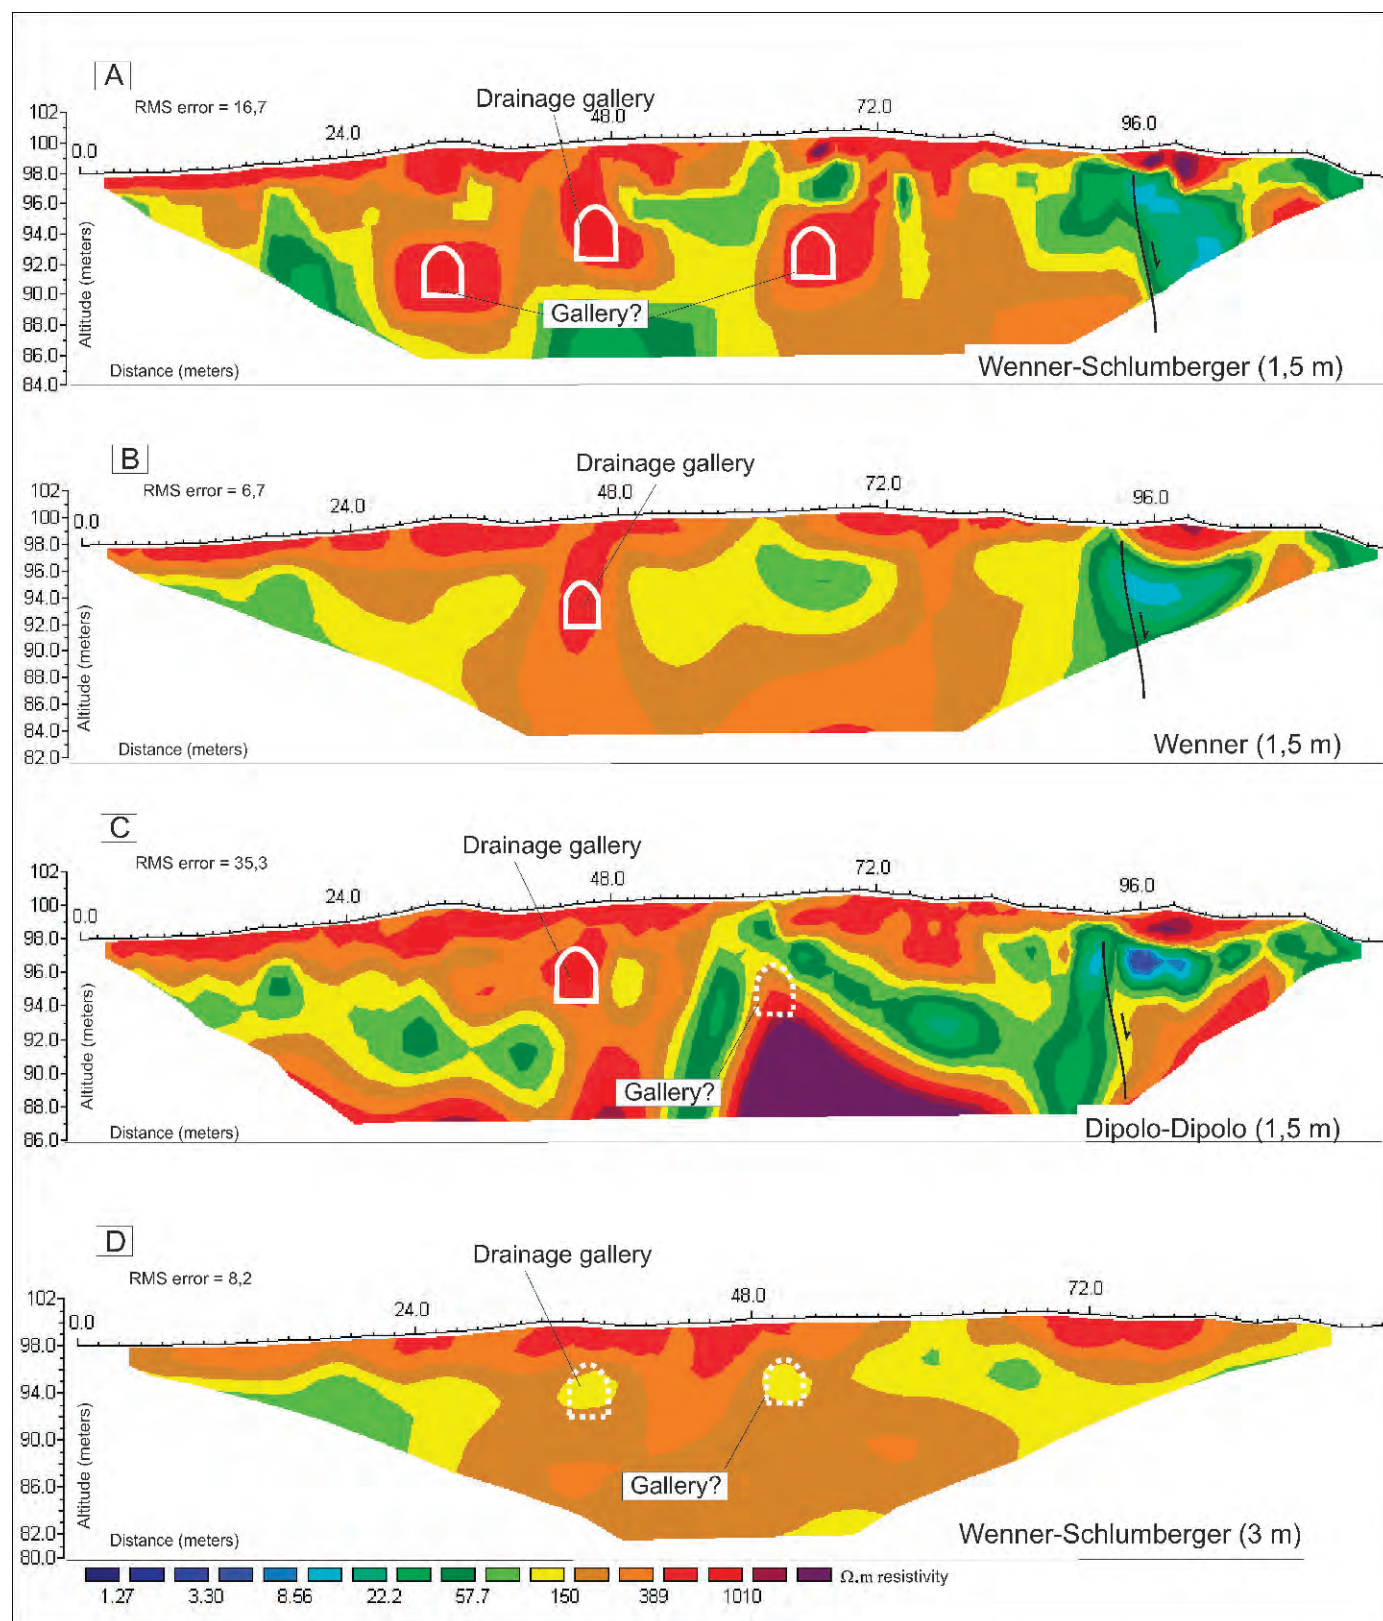 A
RMS error = 16,7
Drainage gallery
0.0 24.0 48.0 72.0 96.0
102
100
98.0
96.0
94.0
92.0
90.0
88.0
86.0
84.0
Altitude (meters)
Gallery?
Distance (meters)
Wenner-Schlumberger (1,5 m)
B
RMS error = 6,7
Drainage gallery
0.0 24.0 48.0 72.0 96.0
102
100
98.0
96.0
94.0
92.0
90.0
88.0
86.0
84.0
82.0
Altitude (meters)
Distance (meters)
Wenner (1,5 m)
C
RMS error = 35,3
Drainage gallery
0.0 24.0 48.0 72.0 96.0
102
100
98.0
96.0
94.0
92.0
90.0
88.0
86.0
Altitude (meters)
Gallery?
Distance (meters)
Dipolo-Dipolo (1,5 m)
D
RMS error = 8,2
Drainage gallery
0.0 24.0 48.0 72.0
102
98.0
94.0
90.0
86.0
82.0
80.0
Altitude (meters)
Gallery?
Distance (meters)
Wenner-Schlumberger (3 m)
Ω.m resistivity
1.27 3.30 8.56 22.2 57.7 150 389 1010